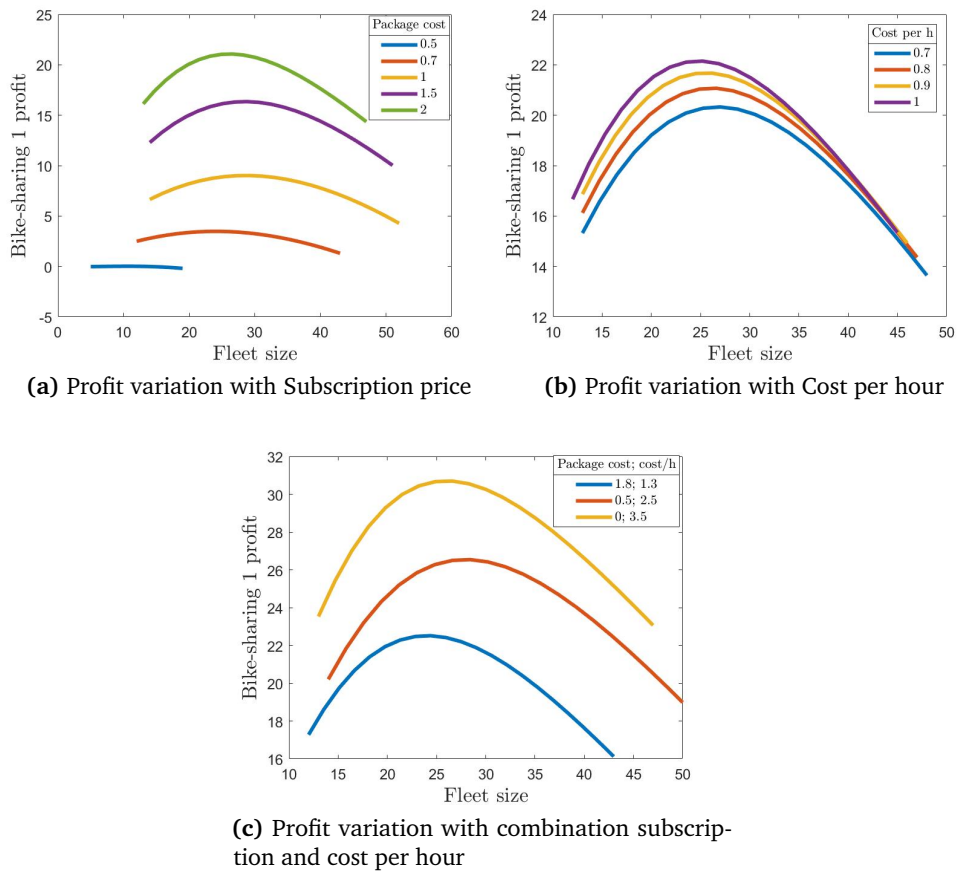 25
20
15
10
5
0
-5
0 10 20 30 40 50 60
Bike-sharing 1 profit
Fleet size
Package cost
0.5
0.7
1
1.5
2
(a) Profit variation with Subscription price
24
22
20
18
16
14
12
10 15 20 25 30 35 40 45 50
Bike-sharing 1 profit
Fleet size
Cost per h
0.7
0.8
0.9
1
(b) Profit variation with Cost per hour
32
30
28
26
24
22
20
18
16
10 15 20 25 30 35 40 45 50
Bike-sharing 1 profit
Fleet size
Package cost; cost/h
1.8; 1.3
0.5; 2.5
0; 3.5
(c) Profit variation with combination subscrip-
tion and cost per hour